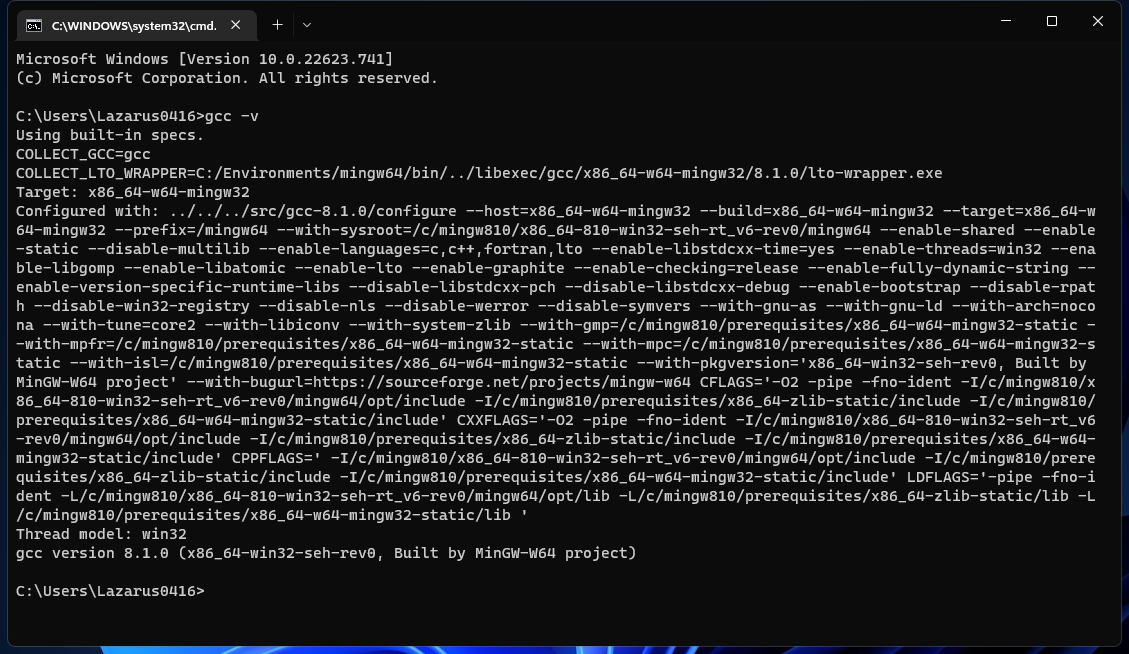 C:\WINDOWS\system32\cmd.
Microsoft Windows [Version 10.0.22623.741]
(c) Microsoft Corporation. All rights reserved.
C:\Users\Lazarus0416>gcc -v
Using built-in specs.
COLLECT_GCC=gcc
COLLECT_LTO_WRAPPER=C:/Environments/mingw64/bin/../libexec/gcc/x86_64-w64-mingw32/8.1.0/lto-wrapper.exe
Target: x86_64-w64-mingw32
Configured with: ../../../src/gcc-8.1.0/configure --host=x86_64-w64-mingw32 --build=x86_64-w64-mingw32 --target=x86_64-w
64-mingw32 --prefix=/mingw64 --with-sysroot=/c/mingw810/x86_64-810-win32-seh-rt_v6-rev0/mingw64 --enable-shared --enable
-static --disable-multilib --enable-languages=c,c++,fortran,lto --enable-libstdcxx-time=yes --enable-threads=win32 --ena
ble-libgomp --enable-libatomic --enable-lto --enable-graphite --enable-checking=release --enable-fully-dynamic-string --
enable-version-specific-runtime-libs --disable-libstdcxx-pch --disable-libstdcxx-debug --enable-bootstrap --disable-rpat
h --disable-win32-registry --disable-nls --disable-werror --disable-symvers --with-gnu-as --with-gnu-ld --with-arch=noco
na --with-tune=core2 --with-libiconv --with-system-zlib --with-gmp=/c/mingw810/prerequisites/x86_64-w64-mingw32-static -
-with-mpfr=/c/mingw810/prerequisites/x86_64-w64-mingw32-static --with-mpc=/c/mingw810/prerequisites/x86_64-w64-mingw32-s
tatic --with-isl=/c/mingw810/prerequisites/x86_64-w64-mingw32-static --with-pkgversion='x86_64-win32-seh-rev0, Built by
MinGW-W64 project' --with-bugurl=https://sourceforge.net/projects/mingw-w64 CFLAGS='-O2 -pipe -fno-ident -I/c/mingw810/x
86_64-810-win32-seh-rt_v6-rev0/mingw64/opt/include -I/c/mingw810/prerequisites/x86_64-zlib-static/include -I/c/mingw810/
prerequisites/x86_64-w64-mingw32-static/include' CXXFLAGS='-O2 -pipe -fno-ident -I/c/mingw810/x86_64-810-win32-seh-rt_v6
-rev0/mingw64/opt/include -I/c/mingw810/prerequisites/x86_64-zlib-static/include -I/c/mingw810/prerequisites/x86_64-w64-
mingw32-static/include' CPPFLAGS=' -I/c/mingw810/x86_64-810-win32-seh-rt_v6-rev0/mingw64/opt/include -I/c/mingw810/prere
quisites/x86_64-zlib-static/include -I/c/mingw810/prerequisites/x86_64-w64-mingw32-static/include' LDFLAGS='-pipe -fno-i
dent -L/c/mingw810/x86_64-810-win32-seh-rt_v6-rev0/mingw64/opt/lib -L/c/mingw810/prerequisites/x86_64-zlib-static/lib -L
/c/mingw810/prerequisites/x86_64-w64-mingw32-static/lib '
Thread model: win32
gcc version 8.1.0 (x86_64-win32-seh-rev0, Built by MinGW-W64 project)
C:\Users\Lazarus0416>